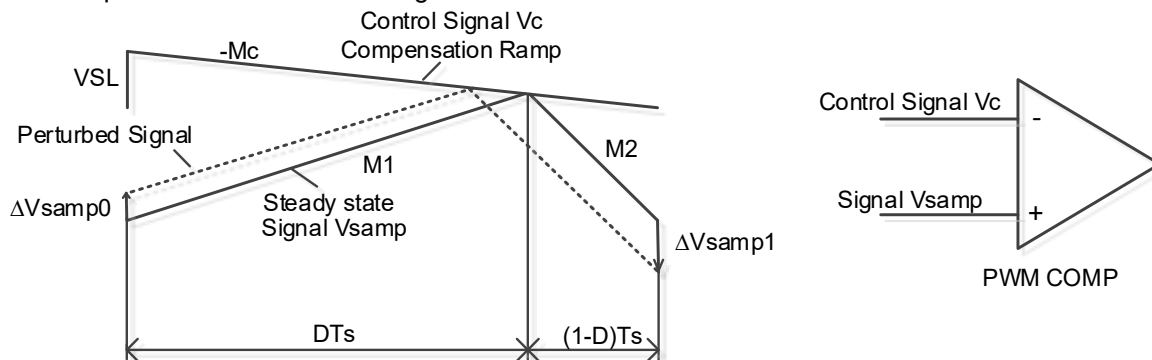 Control Signal Vc
Compensation Ramp
-Mc
VSL
Perturbed Signal
M1
M2
Steady state
Signal Vsamp
ΔVsamp0
ΔVsamp1
DTs
(1-D)Ts
Control Signal Vc
-
Signal Vsamp
+
PWM COMP